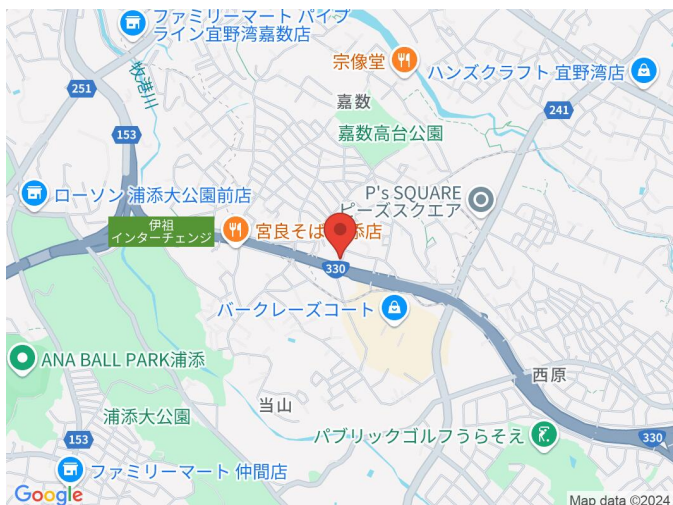 ファミリーマート パイプ
ライン宜野湾嘉数店
宗像堂
ハンズクラフト 宜野湾店
牧港川
251
嘉数
241
153
嘉数高台公園
ローソン 浦添大公園前店
P's SQUARE
ピーズスクエア
伊祖
インターチェンジ
宮良そば 添店
330
バークレーズコート
ANA BALL PARK浦添
西原
当山
浦添大公園
パブリックゴルフうらそえ
153
330
ファミリーマート 仲間店
Google
Map data ©2024